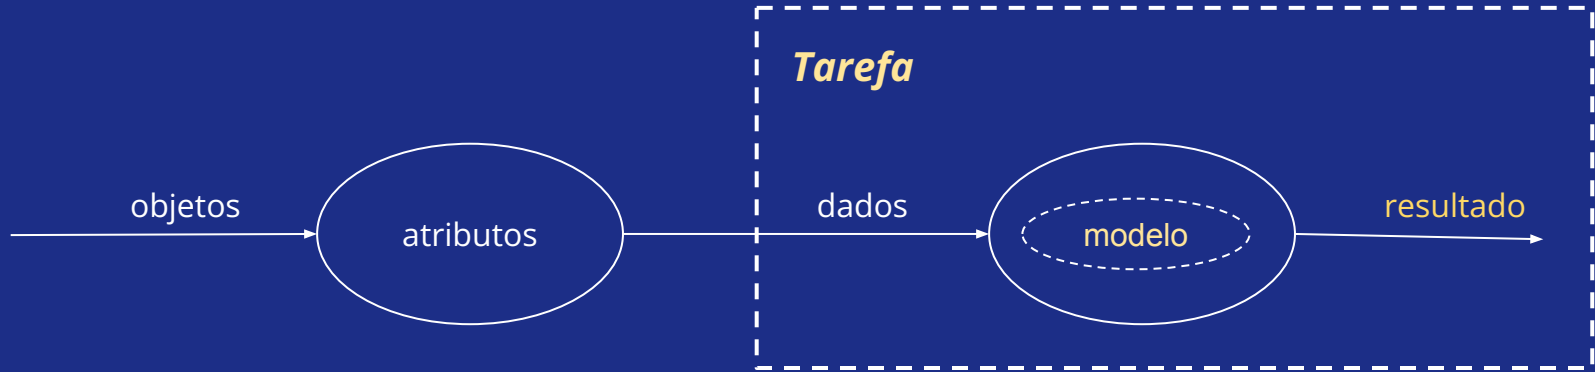 Tarefa
objetos
atributos
dados
modelo
resultado